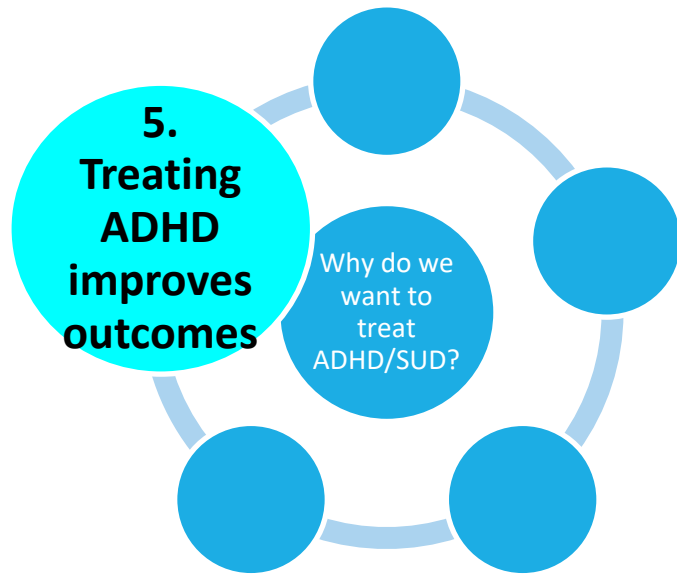 5.
Treating
ADHD
improves
outcomes
Why do we
want to
treat
ADHD/SUD?